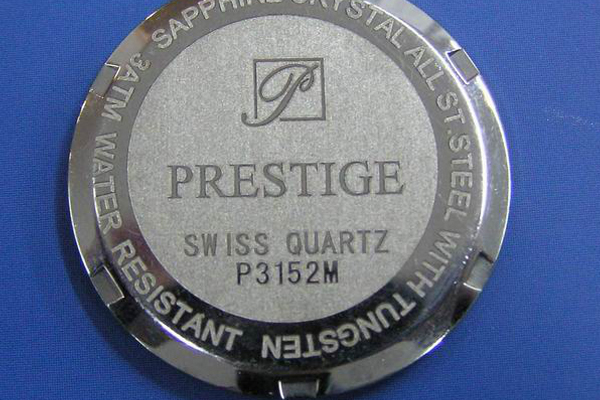 P
PRESTIGE
SWISS QUARTZ
P3152M
3ATM WATER RESISTANT
SAPPHIRE CRYSTAL ALL ST.STEEL WITH TUNGSTEN